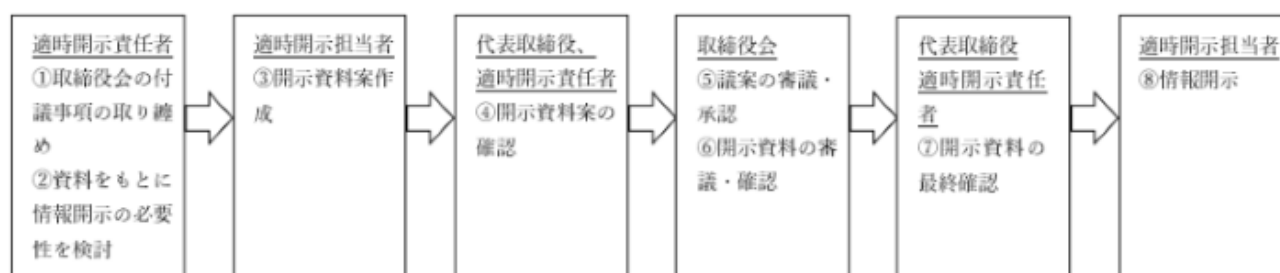 適時開示責任者
①取締役会の付
議事項の取り纏
め
②資料をもとに
情報開示の必要
性を検討
適時開示担当者
③開示資料案作
成
代表取締役、
適時開示責任者
④開示資料案の
確認
取締役会
⑤議案の審議・
承認
⑥開示資料の審
議・確認
代表取締役
適時開示責任
者
⑦開示資料の
最終確認
適時開示担当者
⑧情報開示